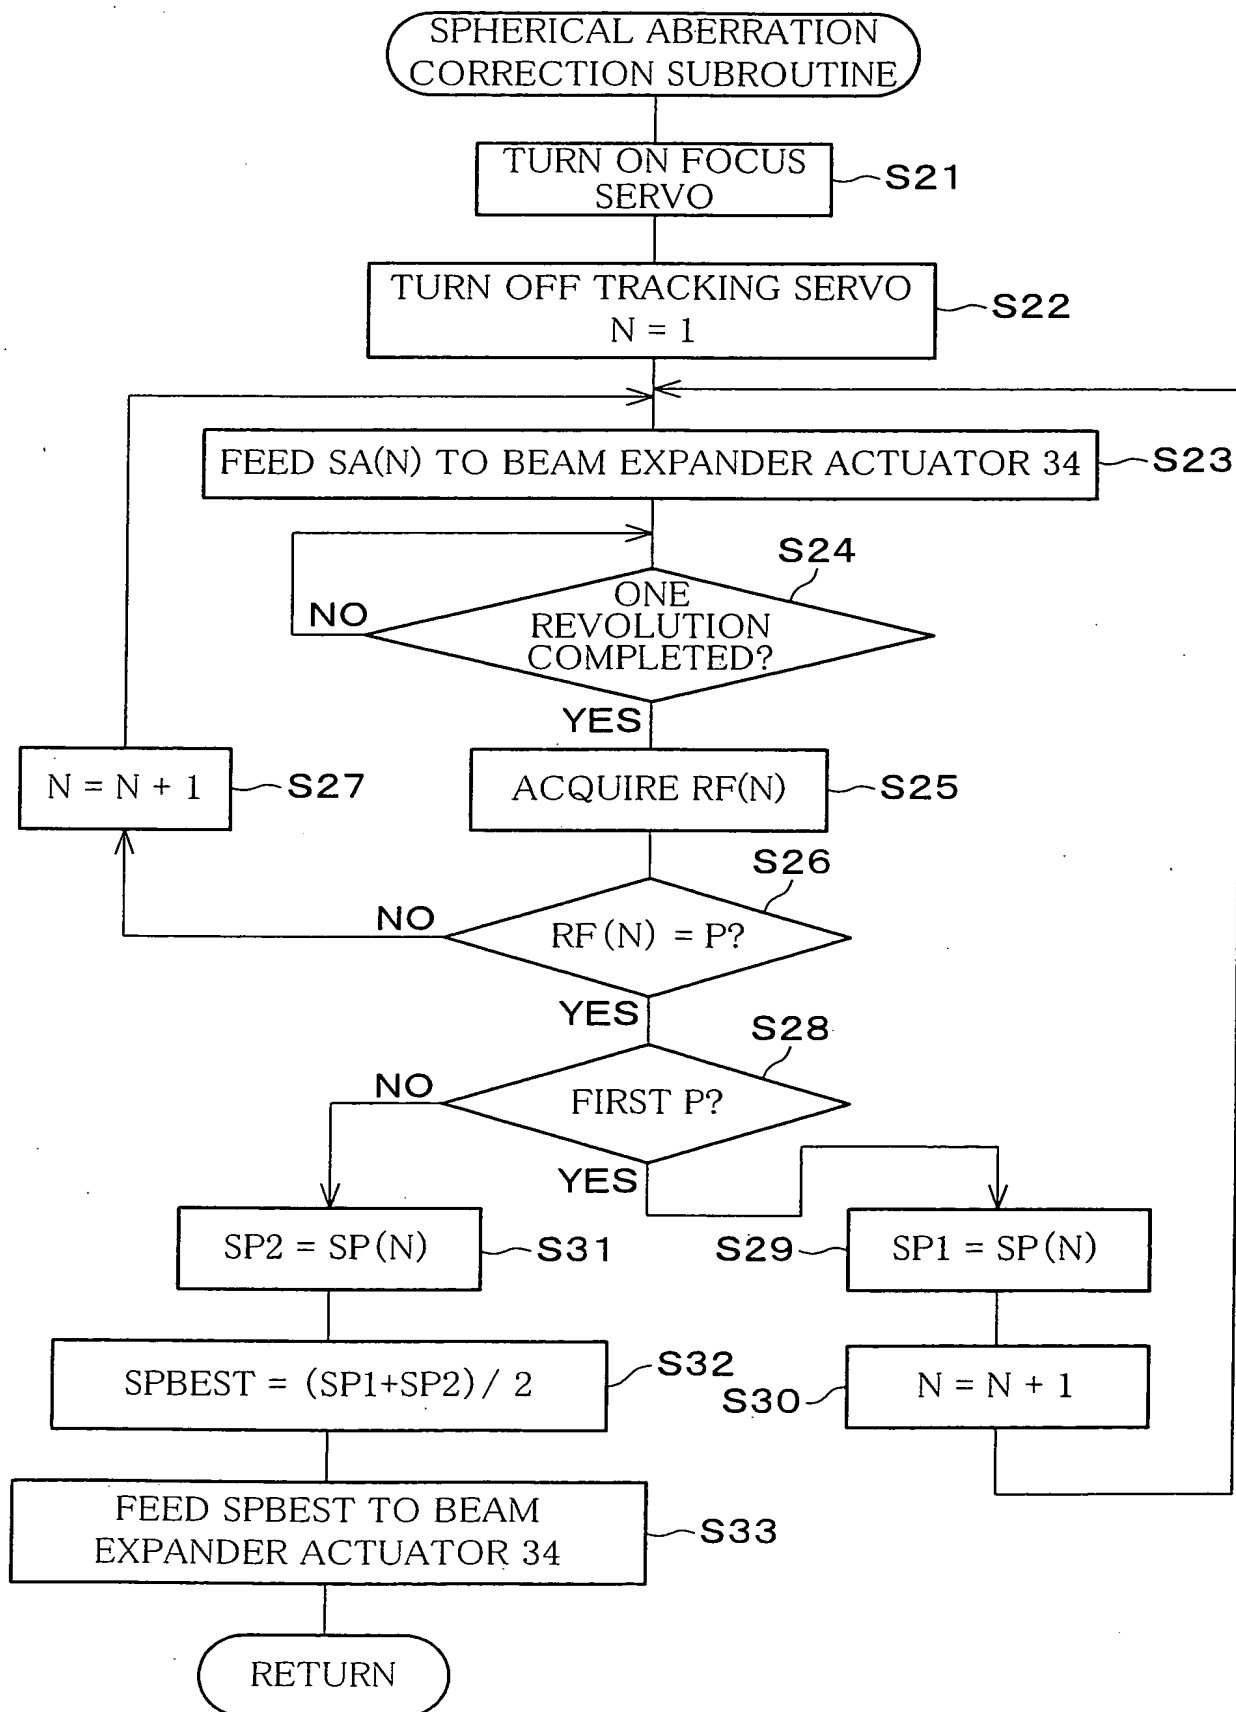 SPHERICAL ABERRATION
CORRECTION SUBROUTINE
TURN ON FOCUS
SERVO
S21
TURN OFF TRACKING SERVO
N = 1
S22
FEED SA(N) TO BEAM EXPANDER ACTUATOR 34
S23
S24
ONE
REVOLUTION
COMPLETED?
NO
YES
N = N + 1
S27
ACQUIRE RF(N)
S25
S26
NO
RF(N) = P?
YES
S28
NO
FIRST P?
YES
SP2 = SP(N)
S31
S29
SP1 = SP(N)
SPBEST = (SP1+SP2) / 2
S32
S30
N = N + 1
FEED SPBEST TO BEAM
EXPANDER ACTUATOR 34
S33
RETURN